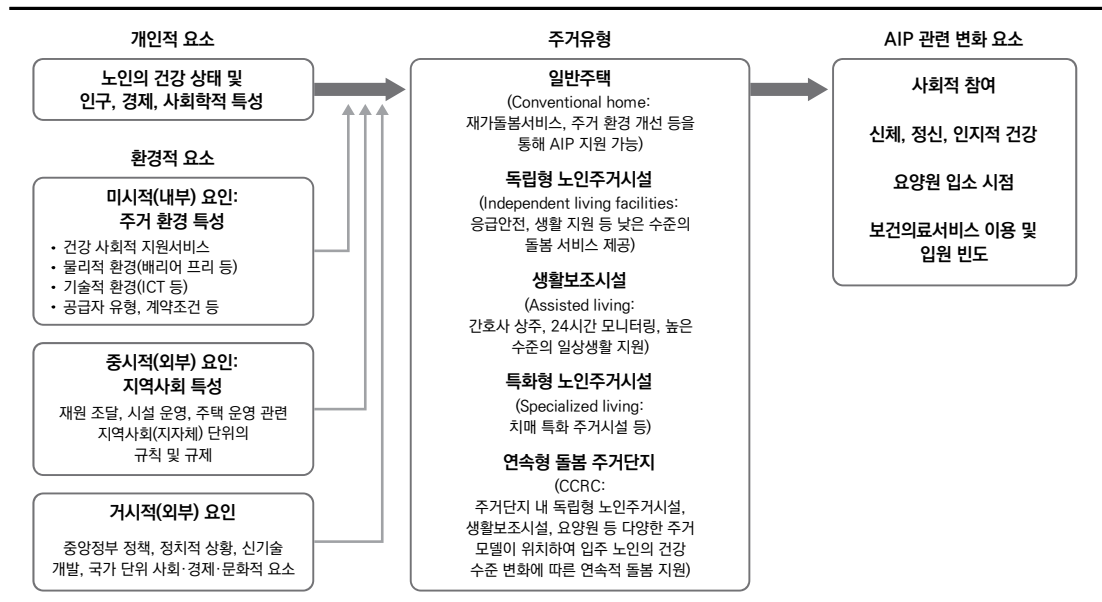 개인적 요소
노인의 건강 상태 및
인구, 경제, 사회학적 특성
환경적 요소
미시적(내부) 요인:
주거 환경 특성
• 건강 사회적 지원서비스
• 물리적 환경(배리어 프리 등)
• 기술적 환경(ICT 등)
• 공급자 유형, 계약조건 등
중시적(외부) 요인:
지역사회 특성
재원 조달, 시설 운영, 주택 운영 관련
지역사회(지자체) 단위의
규칙 및 규제
거시적(외부) 요인
중앙정부 정책, 정치적 상황, 신기술
개발, 국가 단위 사회·경제·문화적 요소
주거유형
일반주택
(Conventional home:
재가돌봄서비스, 주거 환경 개선 등을
통해 AIP 지원 가능)
독립형 노인주거시설
(Independent living facilities:
응급안전, 생활 지원 등 낮은 수준의
돌봄 서비스 제공)
생활보조시설
(Assisted living:
간호사 상주, 24시간 모니터링, 높은
수준의 일상생활 지원)
특화형 노인주거시설
(Specialized living:
치매 특화 주거시설 등)
연속형 돌봄 주거단지
(CCRC:
주거단지 내 독립형 노인주거시설,
생활보조시설, 요양원 등 다양한 주거
모델이 위치하여 입주 노인의 건강
수준 변화에 따른 연속적 돌봄 지원)
AIP 관련 변화 요소
사회적 참여
신체, 정신, 인지적 건강
요양원 입소 시점
보건의료서비스 이용 및
입원 빈도